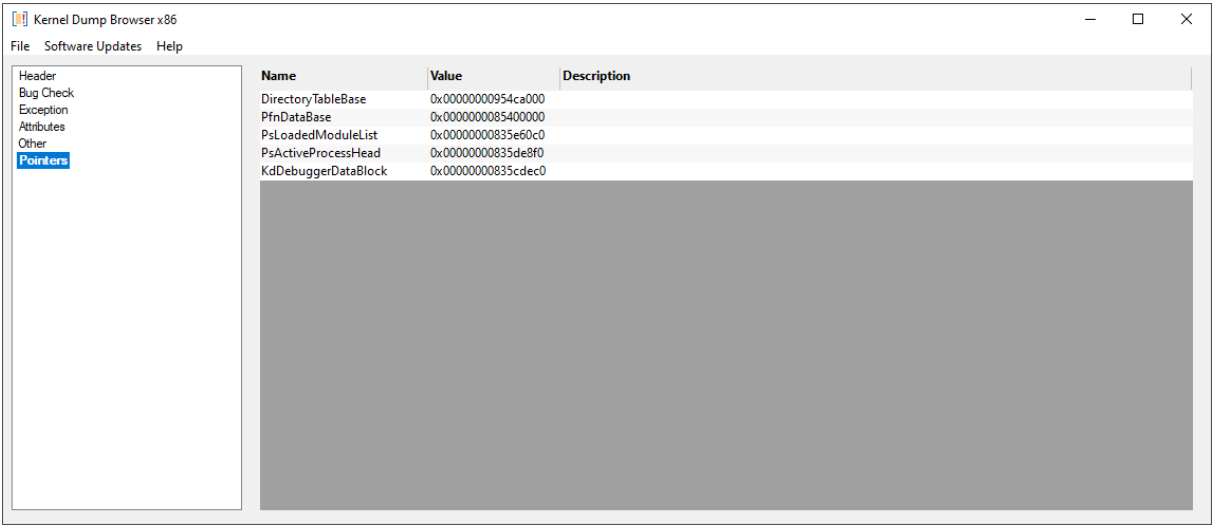 Kernel Dump Browser x86
File Software Updates Help
Header
Bug Check
Exception
Attributes
Other
Pointers
Name Value Description
DirectoryTableBase 0x00000000954ca000
PfnDataBase 0x0000000085400000
PsLoadedModuleList 0x00000000835e60c0
PsActiveProcessHead 0x00000000835de8f0
KdDebuggerDataBlock 0x00000000835cdec0